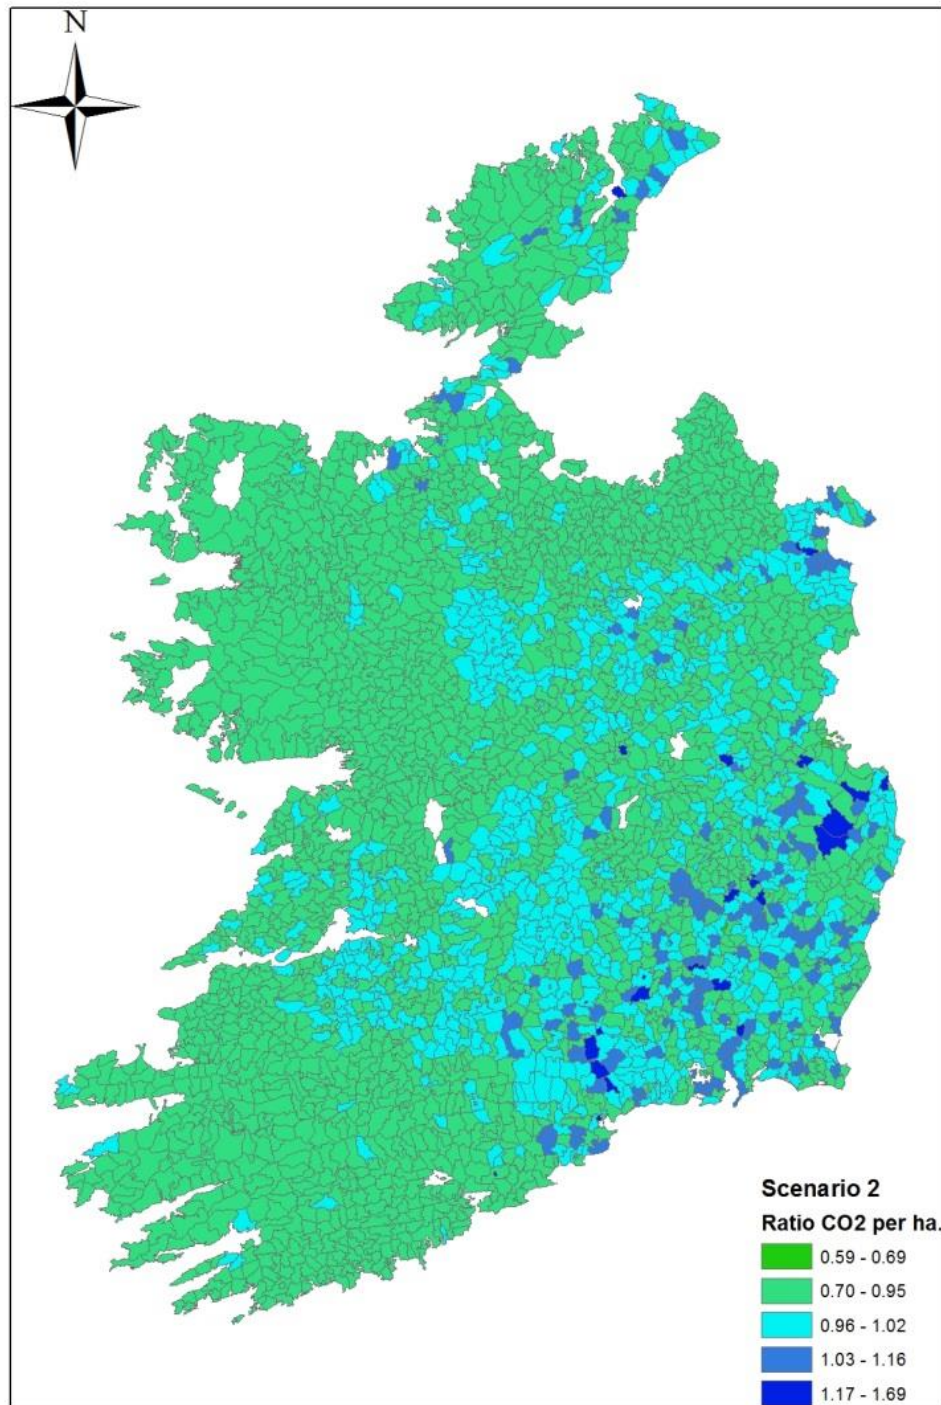 N
Scenario 2
Ratio CO2 per ha.
0.59 - 0.69
0.70 - 0.95
0.96 - 1.02
1.03 - 1.16
1.17 - 1.69